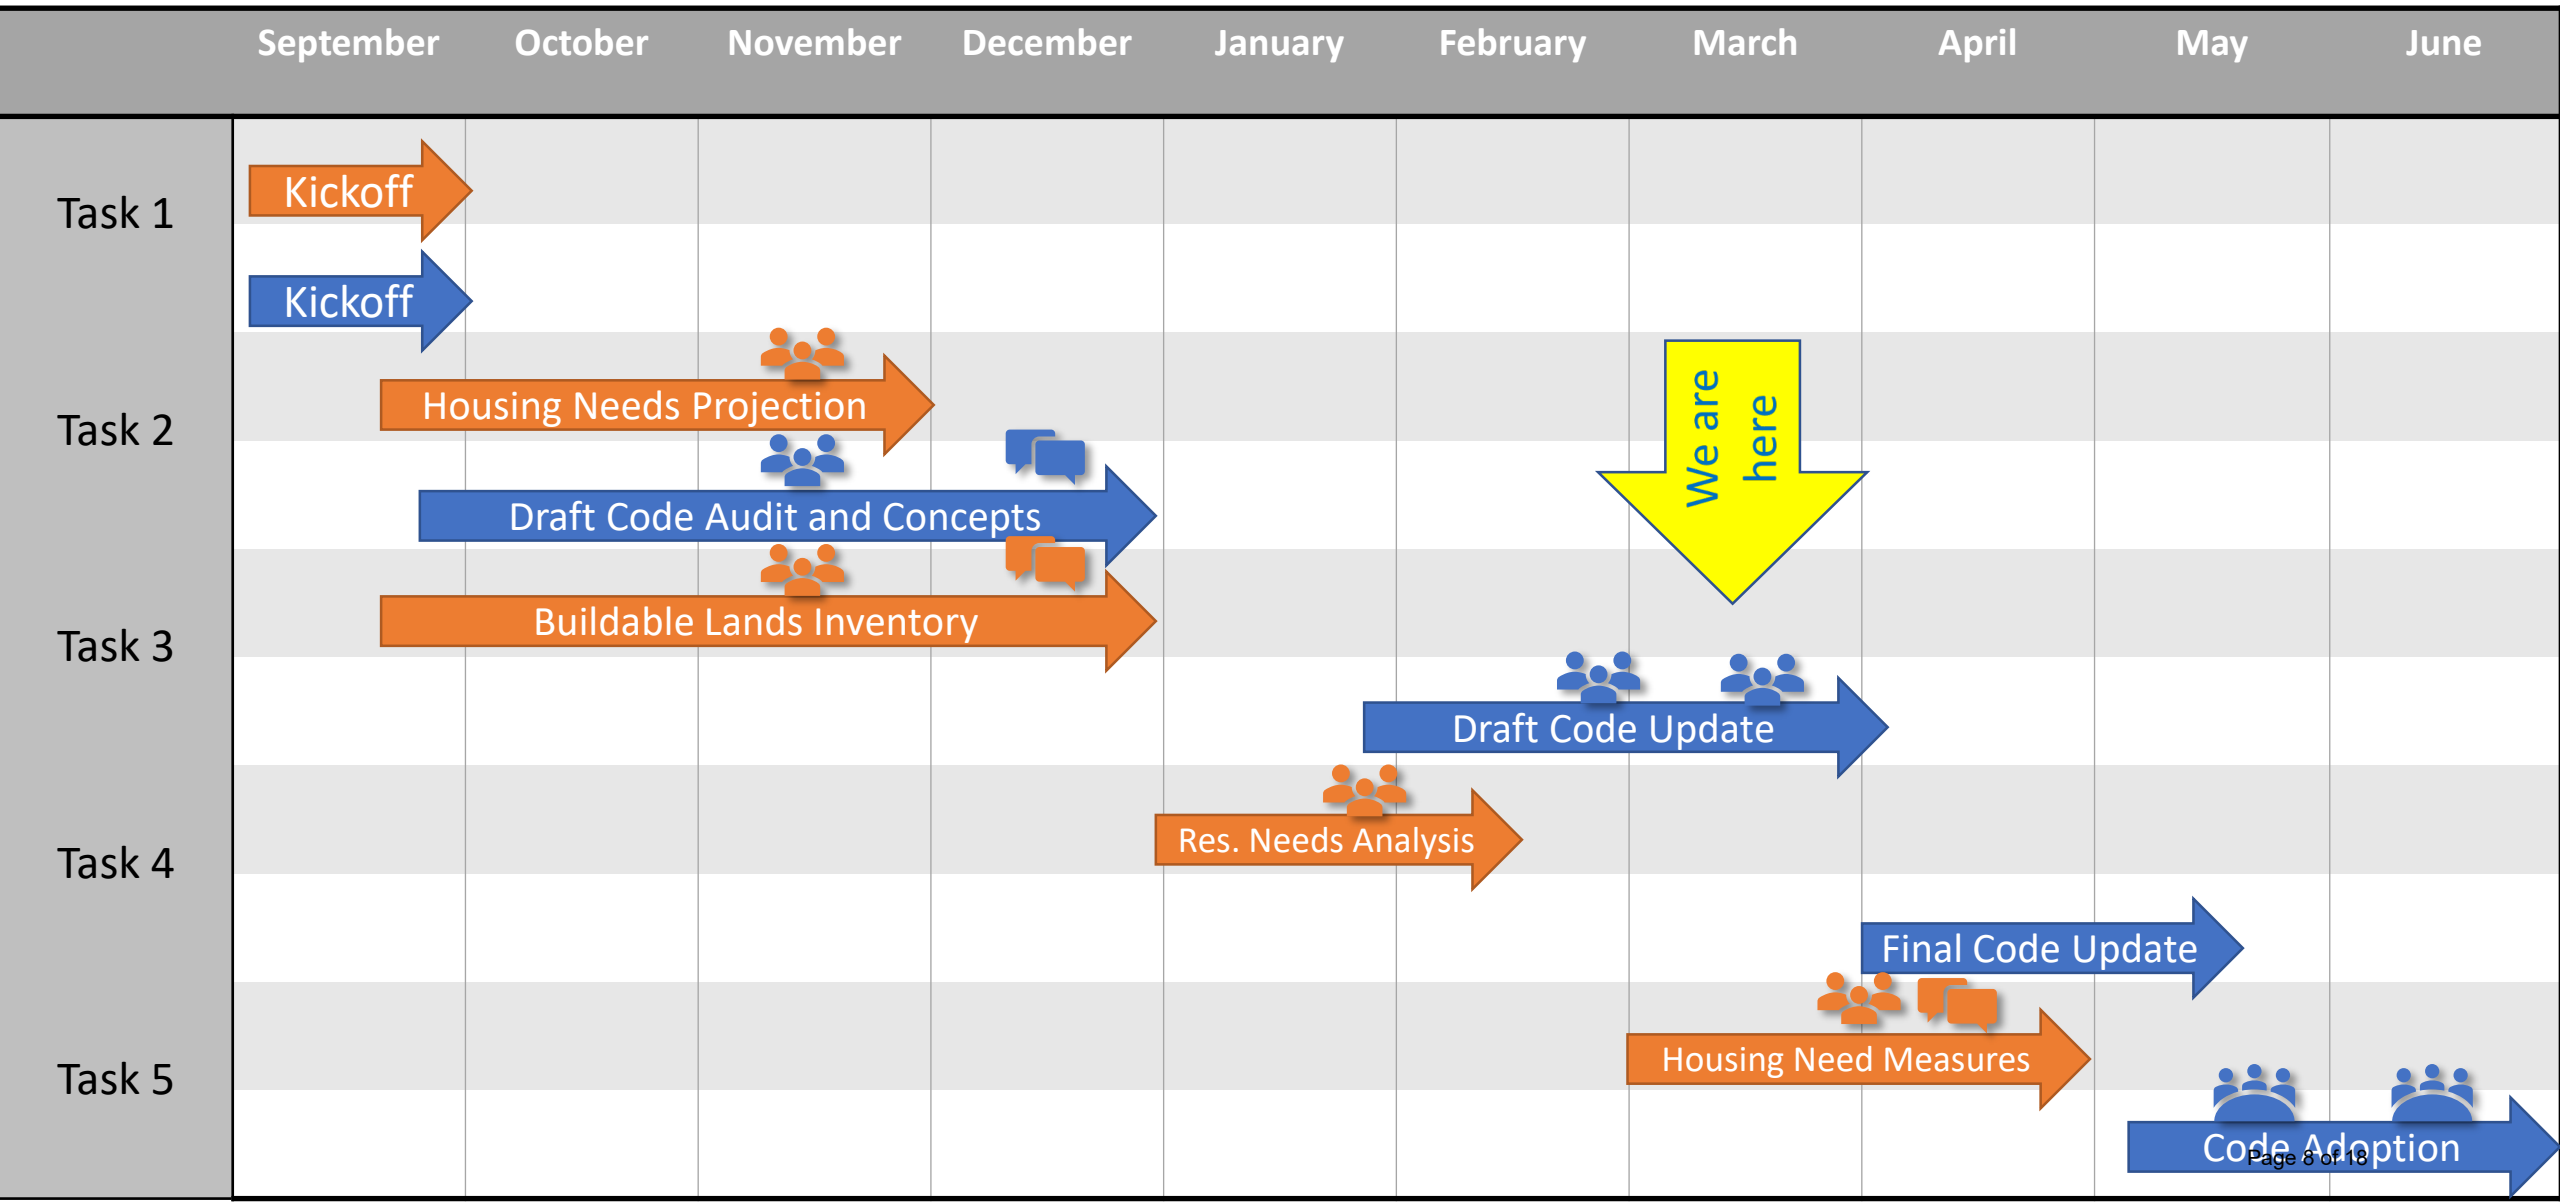 September October November December January February March April May June
Task 1
Kickoff
Kickoff
Task 2
Housing Needs Projection
Draft Code Audit and Concepts
We are
here
Task 3
Buildable Lands Inventory
Draft Code Update
Task 4
Res. Needs Analysis
Final Code Update
Task 5
Housing Need Measures
Code Adoption
Page 8 of 18